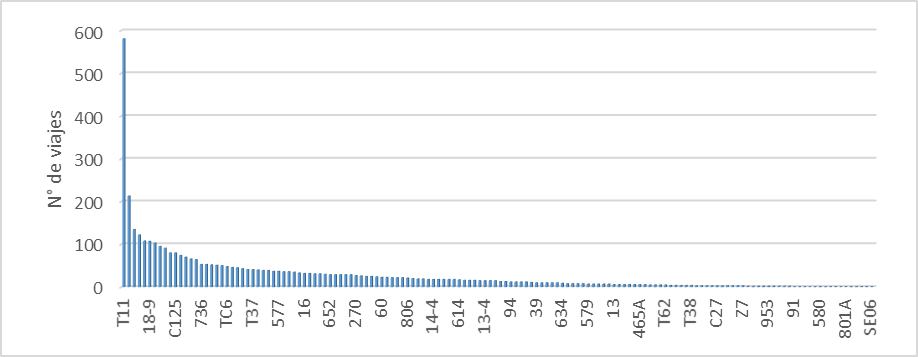 600
500
400
300
200
100
0
N° de viajes
T11
18-9
C125
736
TC6
T37
577
16
652
270
60
806
14-4
614
13-4
94
39
634
579
13
465A
T62
T38
C27
Z7
953
91
580
801A
SE06